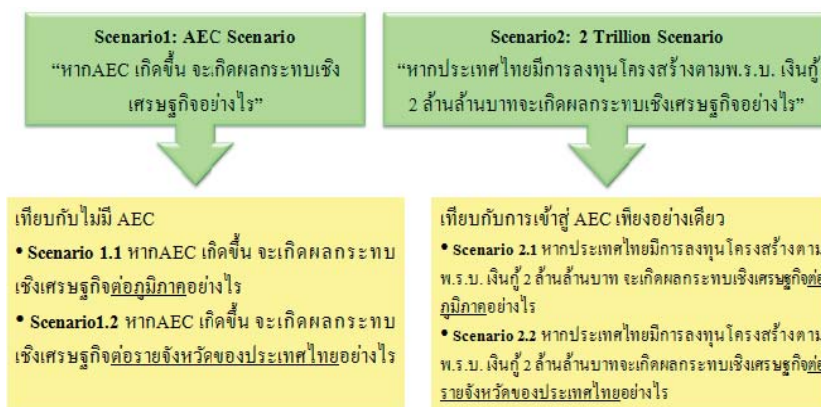 Scenario1: AEC Scenario
“หากAEC เกิดขึ้น จะเกิดผลกระทบเชิง
เศรษฐกิจอย่างไร”
Scenario2: 2 Trillion Scenario
“หากประเทศไทยมีการลงทุนโครงสร้างตามพ.ร.บ. เงินกู้
2 ล้านล้านบาทจะเกิดผลกระทบเชิงเศรษฐกิจอย่างไร”
เทียบกับไม่มี AEC
• Scenario 1.1 หากAEC เกิดขึ้น จะเกิดผลกระทบ
เชิงเศรษฐกิจต่อภูมิภาคอย่างไร
• Scenario1.2 หากAEC เกิดขึ้น จะเกิดผลกระทบ
เชิงเศรษฐกิจต่อรายจังหวัดของประเทศไทยอย่างไร
เทียบกับการเข้าสู่ AEC เพียงอย่างเดียว
• Scenario 2.1 หากประเทศไทยมีการลงทุนโครงสร้างตาม
พ.ร.บ. เงินกู้ 2 ล้านล้านบาท จะเกิดผลกระทบเชิงเศรษฐกิจต่อ
ภูมิภาคอย่างไร
• Scenario 2.2 หากประเทศไทยมีการลงทุนโครงสร้างตาม
พ.ร.บ. เงินกู้ 2 ล้านล้านบาทจะเกิดผลกระทบเชิงเศรษฐกิจต่อ
รายจังหวัดของประเทศไทยอย่างไร